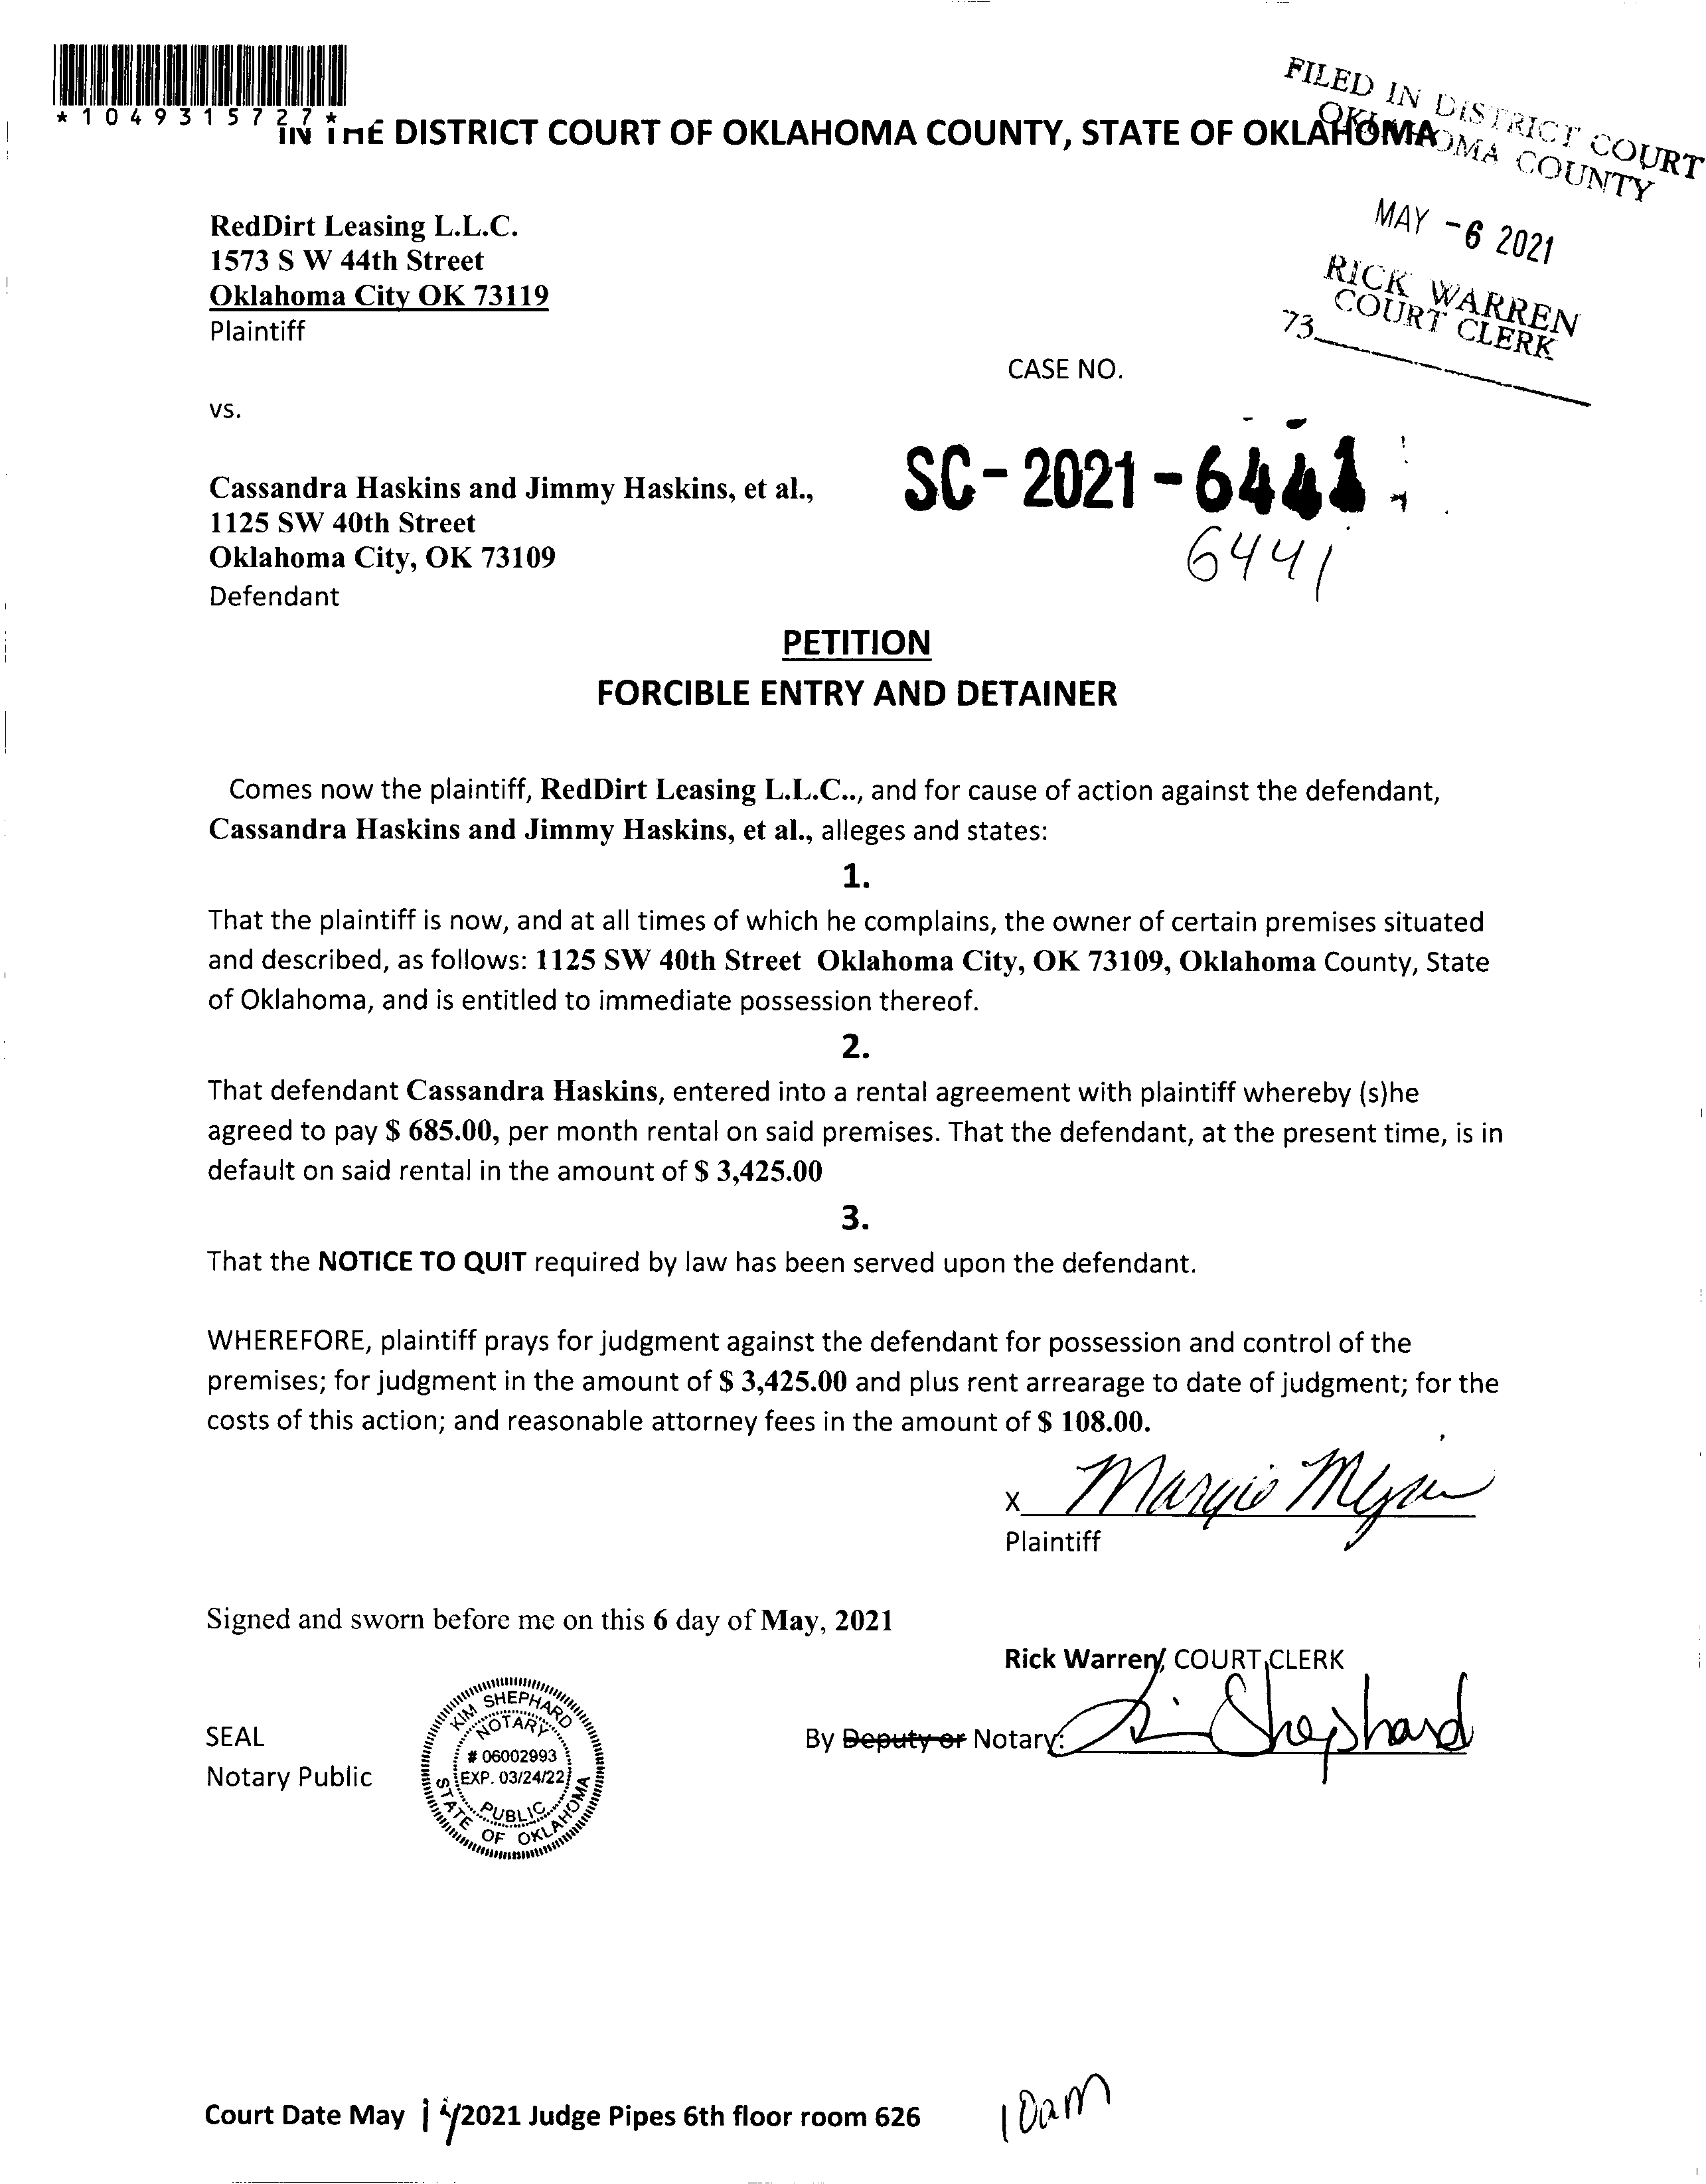 *1049315727*
IN THE DISTRICT COURT OF OKLAHOMA COUNTY, STATE OF OKLAHOMA
FILED IN DISTRICT COURT
OKLAHOMA COUNTY
MAY -6 2021
RICK WARREN
COURT CLERK
73
RedDirt Leasing L.L.C.
1573 S W 44th Street
Oklahoma City OK 73119
Plaintiff
CASE NO.
vs.
SC-2021-6441
6441
Cassandra Haskins and Jimmy Haskins, et al.,
1125 SW 40th Street
Oklahoma City, OK 73109
Defendant
PETITION
FORCIBLE ENTRY AND DETAINER
Comes now the plaintiff, RedDirt Leasing L.L.C.., and for cause of action against the defendant,
Cassandra Haskins and Jimmy Haskins, et al., alleges and states:
1.
That the plaintiff is now, and at all times of which he complains, the owner of certain premises situated
and described, as follows: 1125 SW 40th Street Oklahoma City, OK 73109, Oklahoma County, State
of Oklahoma, and is entitled to immediate possession thereof.
2.
That defendant Cassandra Haskins, entered into a rental agreement with plaintiff whereby (s)he
agreed to pay $ 685.00, per month rental on said premises. That the defendant, at the present time, is in
default on said rental in the amount of $ 3,425.00
3.
That the NOTICE TO QUIT required by law has been served upon the defendant.
WHEREFORE, plaintiff prays for judgment against the defendant for possession and control of the
premises; for judgment in the amount of $ 3,425.00 and plus rent arrearage to date of judgment; for the
costs of this action; and reasonable attorney fees in the amount of $ 108.00.
X Margie
Plaintiff
Signed and sworn before me on this 6 day of May, 2021
Rick Warren, COURT CLERK
SEAL
Notary Public
KIM SHEPHARD
NOTARY
# 06002993
EXP. 03/24/22
PUBLIC
STATE OF OKLAHOMA
By Deputy or Notary: Kim Shephard
Court Date May 14/2021 Judge Pipes 6th floor room 626 10am